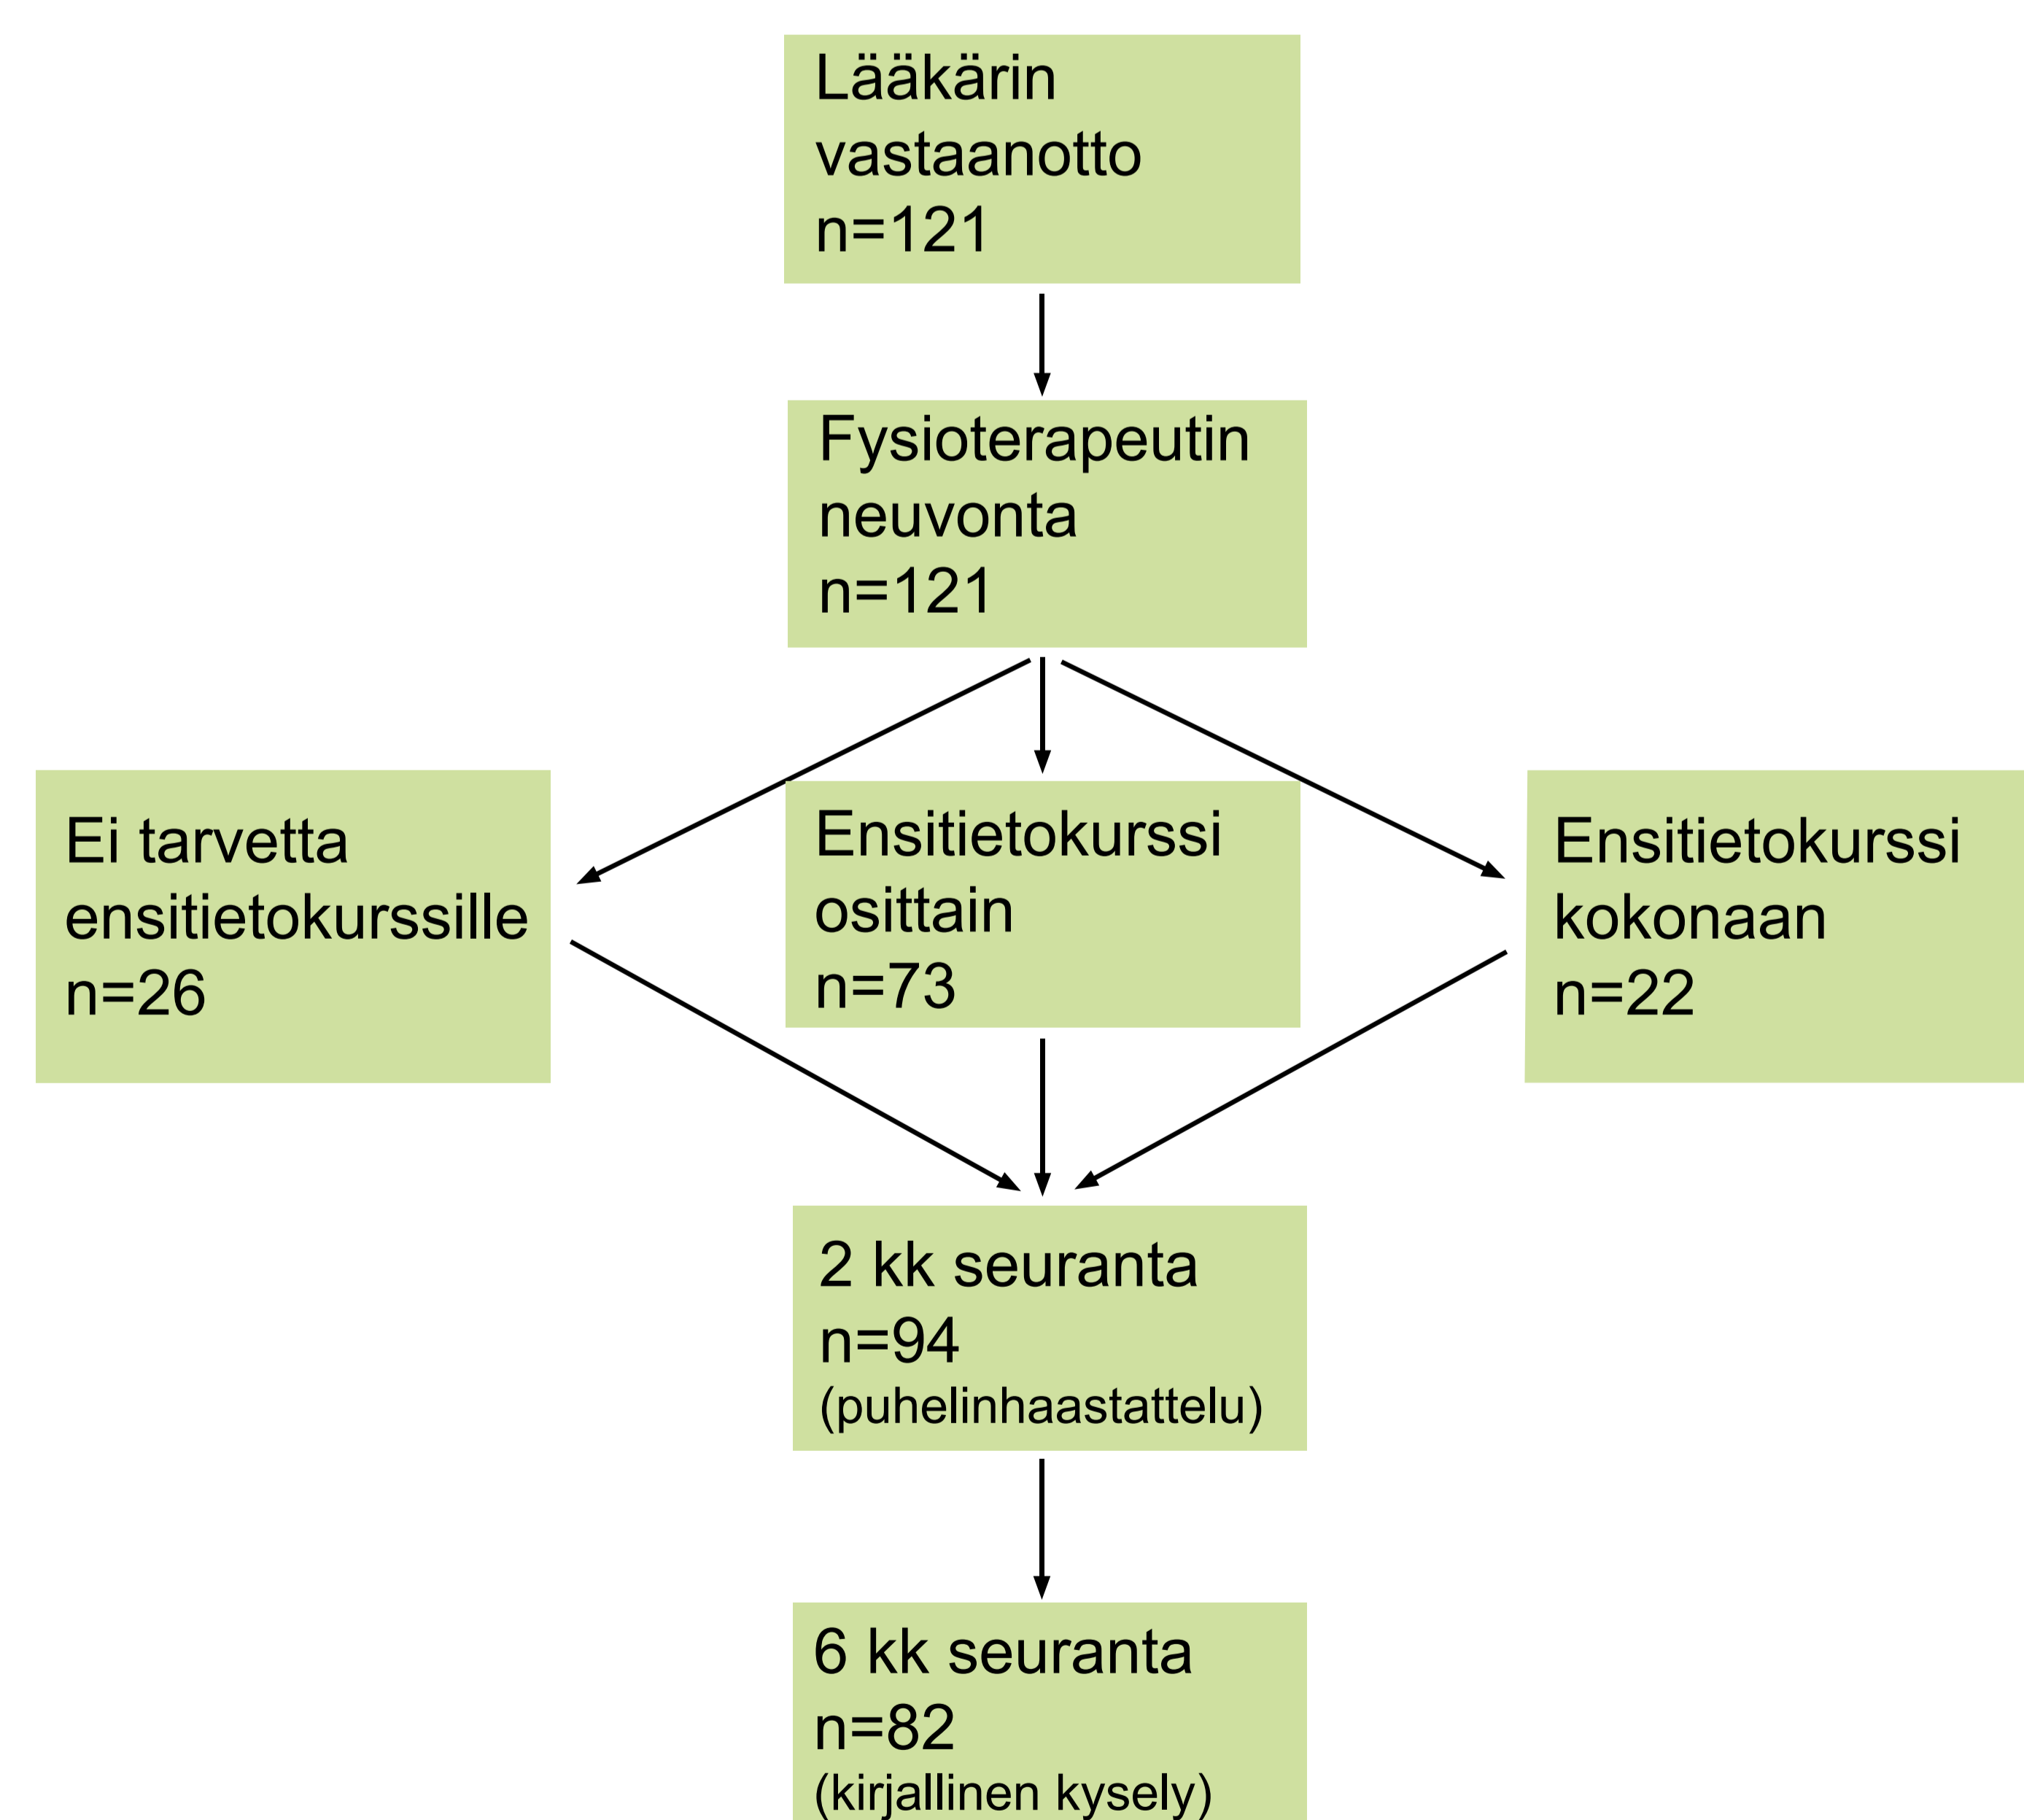 Lääkärin
vastaanotto
n=121
Fysioterapeutin
neuvonta
n=121
Ei tarvetta
ensitietokurssille
n=26
Ensitietokurssi
osittain
n=73
Ensitietokurssi
kokonaan
n=22
2 kk seuranta
n=94
(puhelinhaastattelu)
6 kk seuranta
n=82
(kirjallinen kysely)